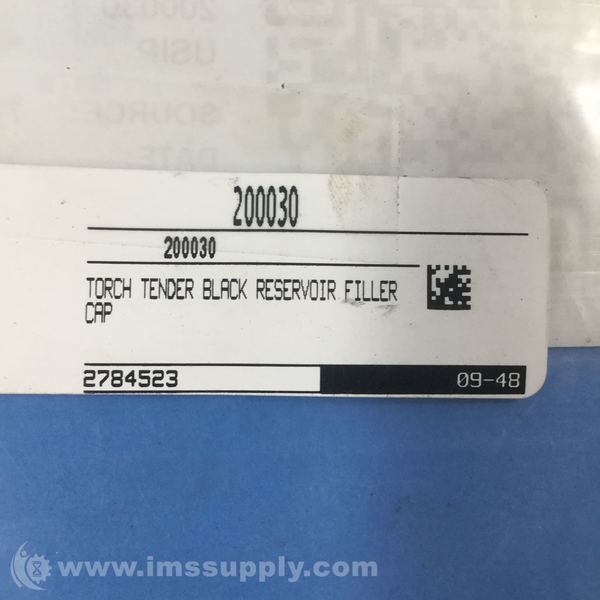 200030
USIP
SOURCE
DATE
200030
200030
TORCH TENDER BLACK RESERVOIR FILLER
CAP
2784523
09-48
www.imssupply.com